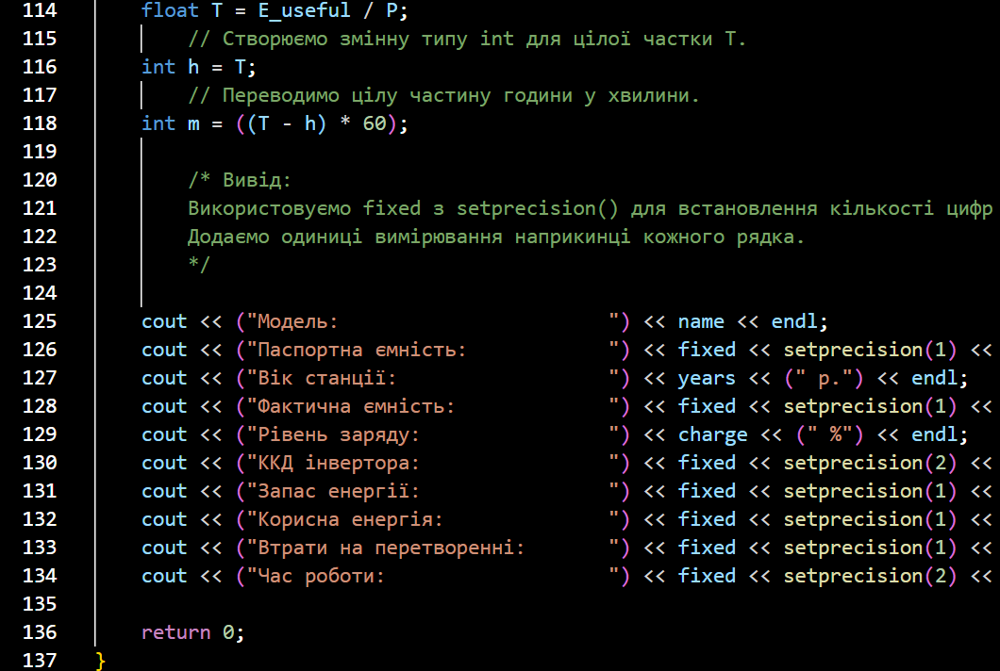 114 float T = E_useful / P;
115 // Створюємо змінну типу int для цілої частки T.
116 int h = T;
117 // Переводимо цілу частину години у хвилини.
118 int m = ((T - h) * 60);
119
120 /* Вивід:
121 Використовуємо fixed з setprecision() для встановлення кількості цифр
122 Додаємо одиниці вимірювання наприкінці кожного рядка.
123 */
124
125 cout << ("Модель:                       ") << name << endl;
126 cout << ("Паспортна ємність:            ") << fixed << setprecision(1) <<
127 cout << ("Вік станції:                  ") << years << (" р.") << endl;
128 cout << ("Фактична ємність:             ") << fixed << setprecision(1) <<
129 cout << ("Рівень заряду:                ") << charge << (" %") << endl;
130 cout << ("ККД інвертора:                ") << fixed << setprecision(2) <<
131 cout << ("Запас енергії:                ") << fixed << setprecision(1) <<
132 cout << ("Корисна енергія:              ") << fixed << setprecision(1) <<
133 cout << ("Втрати на перетворенні:       ") << fixed << setprecision(1) <<
134 cout << ("Час роботи:                   ") << fixed << setprecision(2) <<
135
136 return 0;
137 }